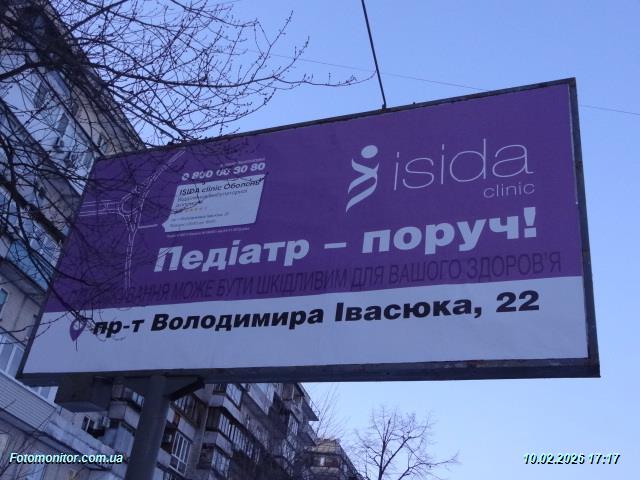 0 800 60 30 80
ISIDA clinic Оболонь
isida
clinic
Педіатр – поруч!
МОЖЕ БУТИ ШКІДЛИВИМ ДЛЯ ВАШОГО ЗДОРОВ'Я
пр-т Володимира Івасюка, 22
Fotomonitor.com.ua
10.02.2026 17:17